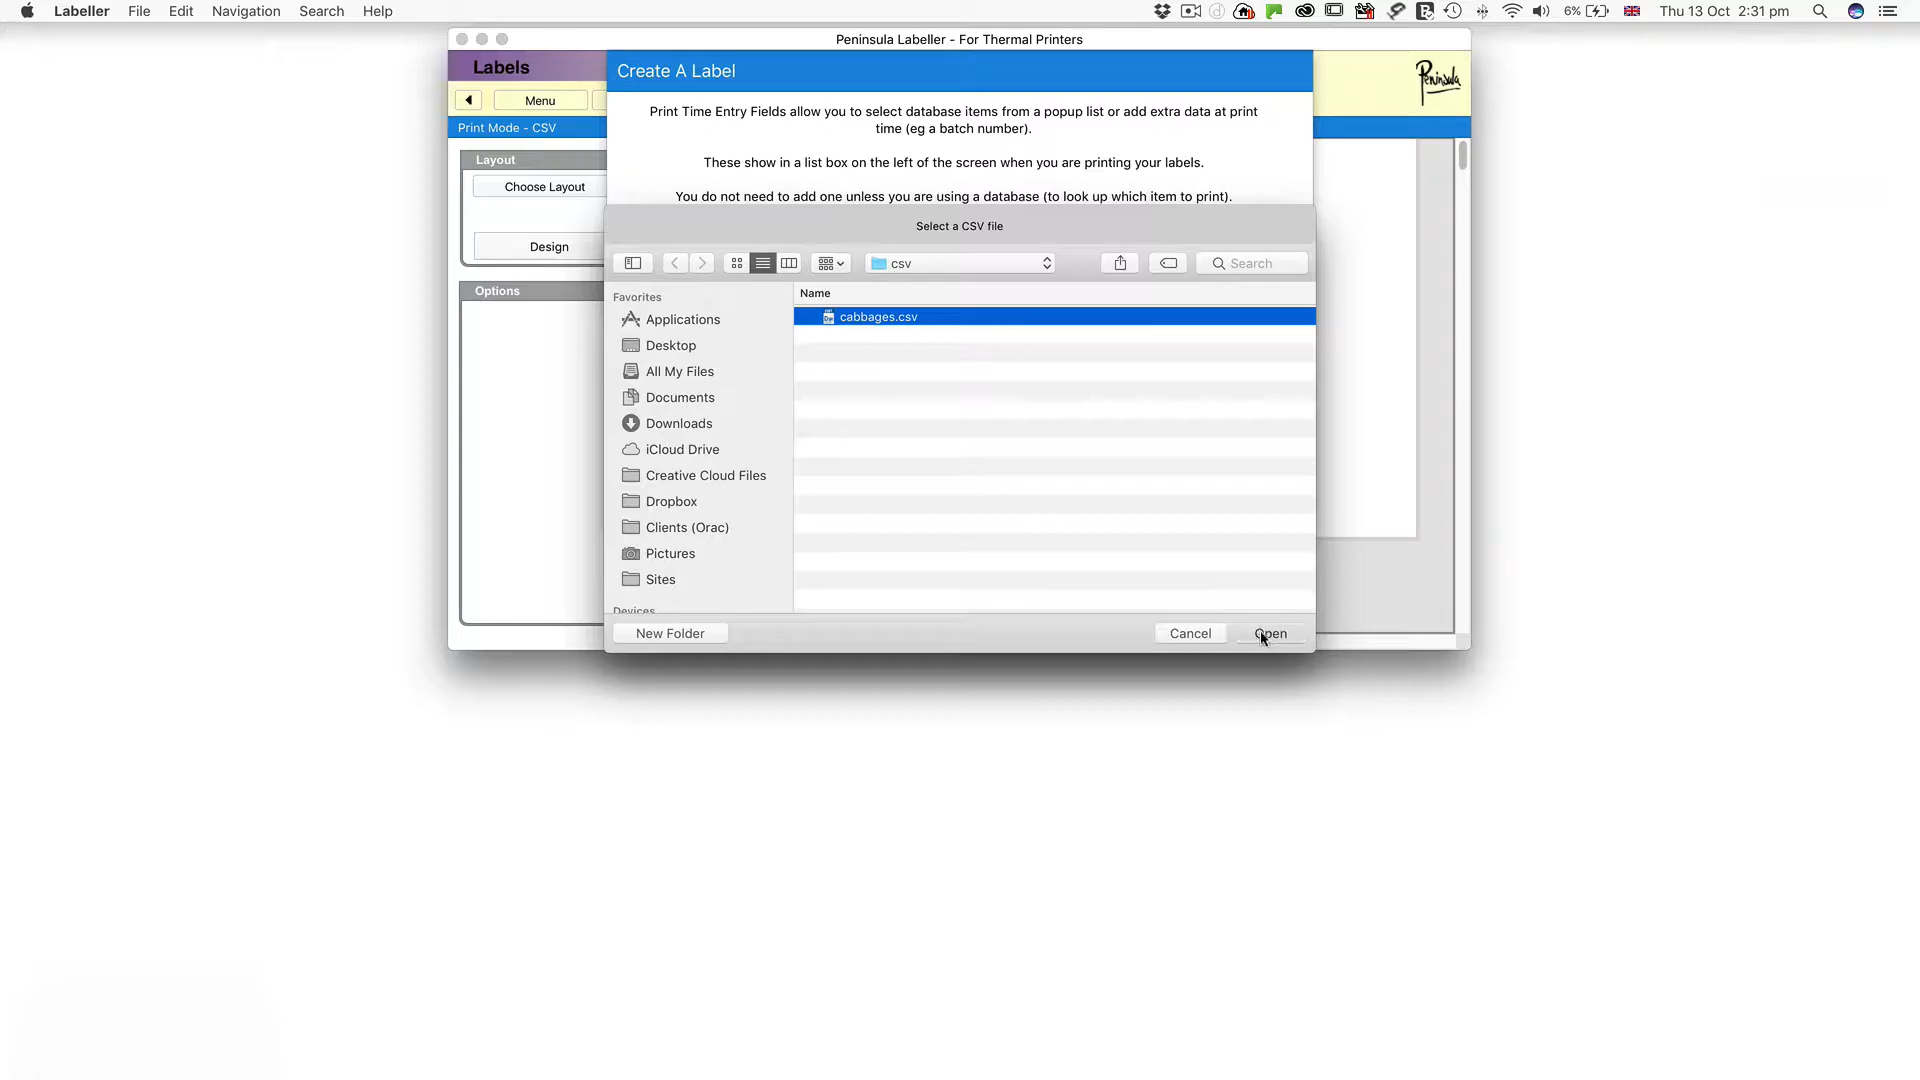 Labeller File Edit Navigation Search Help
6% Thu 13 Oct 2:31 pm
Peninsula Labeller - For Thermal Printers
Labels
Create A Label
Peninsula
Menu
Print Mode - CSV
Print Time Entry Fields allow you to select database items from a popup list or add extra data at print
time (eg a batch number).
These show in a list box on the left of the screen when you are printing your labels.
You do not need to add one unless you are using a database (to look up which item to print).
Layout
Choose Layout
Design
Options
Select a CSV file
csv
Search
Favorites
Applications
Desktop
All My Files
Documents
Downloads
iCloud Drive
Creative Cloud Files
Dropbox
Clients (Orac)
Pictures
Sites
Devices
Name
cabbages.csv
New Folder
Cancel
Open